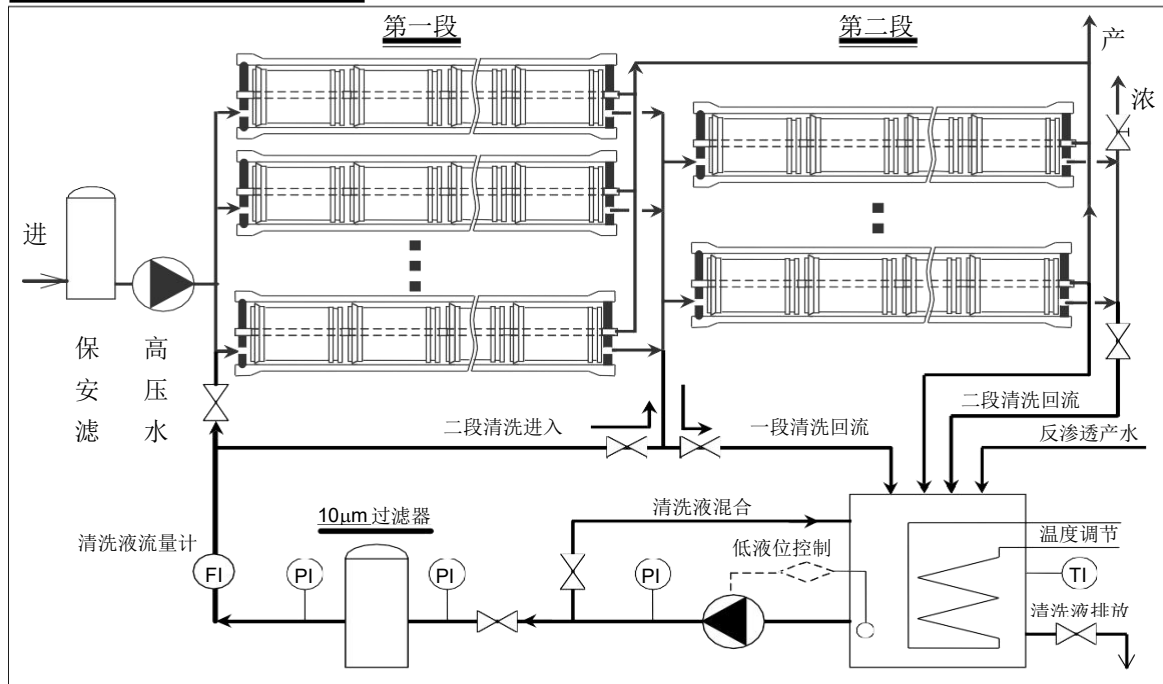 第一段
第二段
产
浓
进
保安滤
高压水
二段清洗进入
一段清洗回流
二段清洗回流
反渗透产水
清洗液流量计
10μm过滤器
清洗液混合
低液位控制
温度调节
FI
PI
PI
PI
TI
清洗液排放